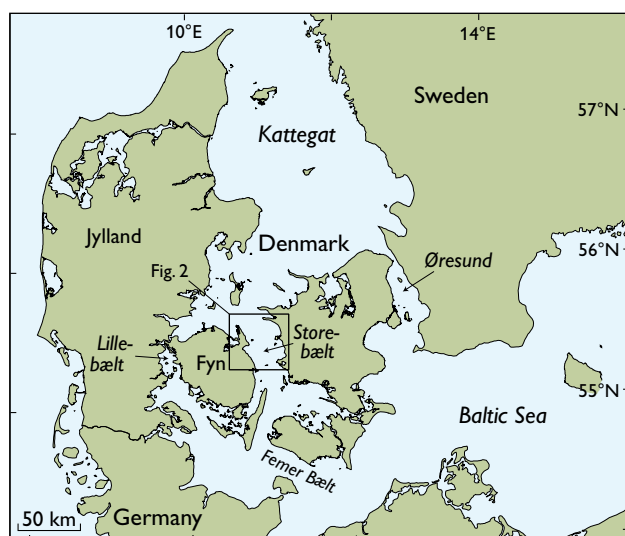 10°E
14°E
Sweden
57°N
Kattegat
Jylland
Denmark
56°N
Øresund
Fig. 2
Lille-
bælt
Store-
bælt
Fyn
55°N
Baltic Sea
Femer Bælt
50 km
Germany